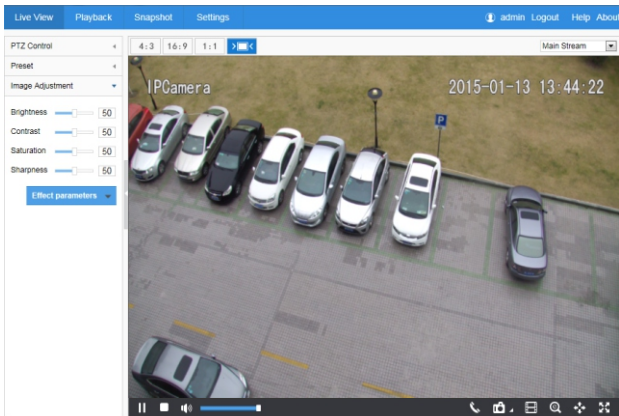 Live View Playback Snapshot Settings admin Logout Help About
PTZ Control 4:3 16:9 1:1 Main Stream
Preset
Image Adjustment
IPCamera 2015-01-13 13:44:22
Brightness 50
Contrast 50
Saturation 50
Sharpness 50
Effect parameters
P